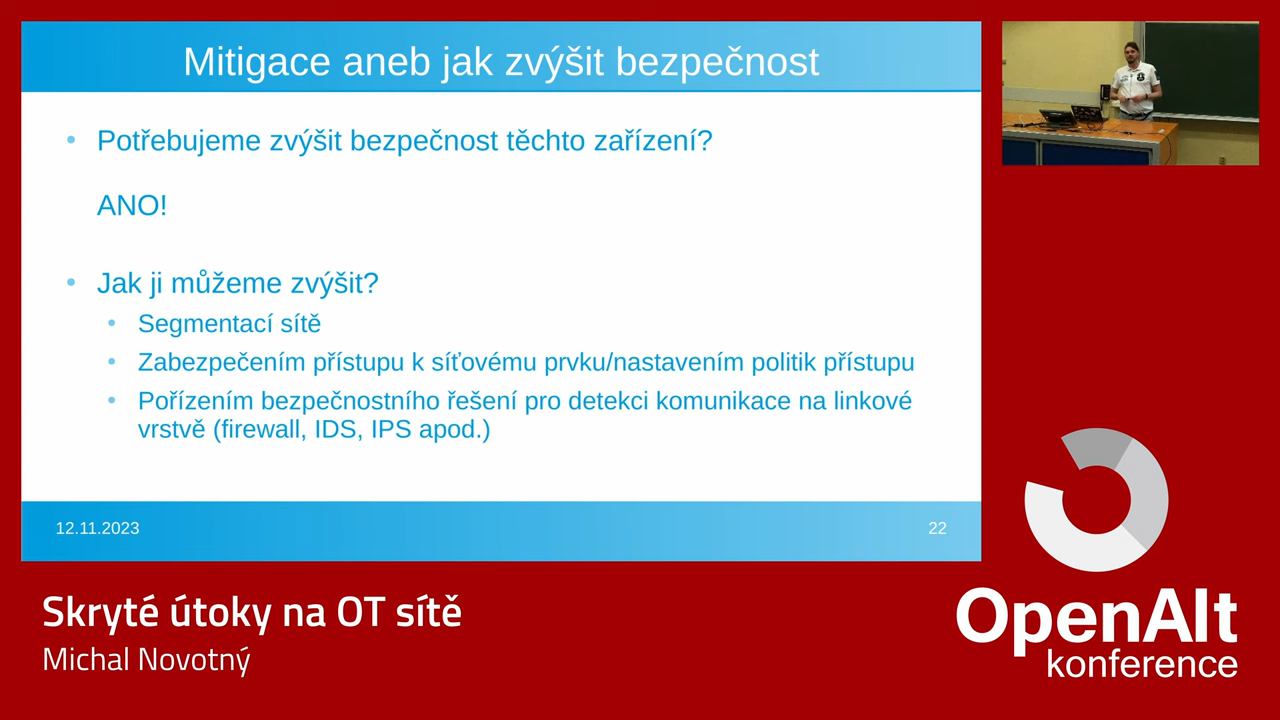 Mitigace aneb jak zvýšit bezpečnost
• Potřebujeme zvýšit bezpečnost těchto zařízení?
ANO!
• Jak ji můžeme zvýšit?
• Segmentací sítě
• Zabezpečením přístupu k síťovému prvku/nastavením politik přístupu
• Pořízením bezpečnostního řešení pro detekci komunikace na linkové
vrstvě (firewall, IDS, IPS apod.)
12.11.2023
22
Skryté útoky na OT sítě
Michal Novotný
OpenAlt
konference